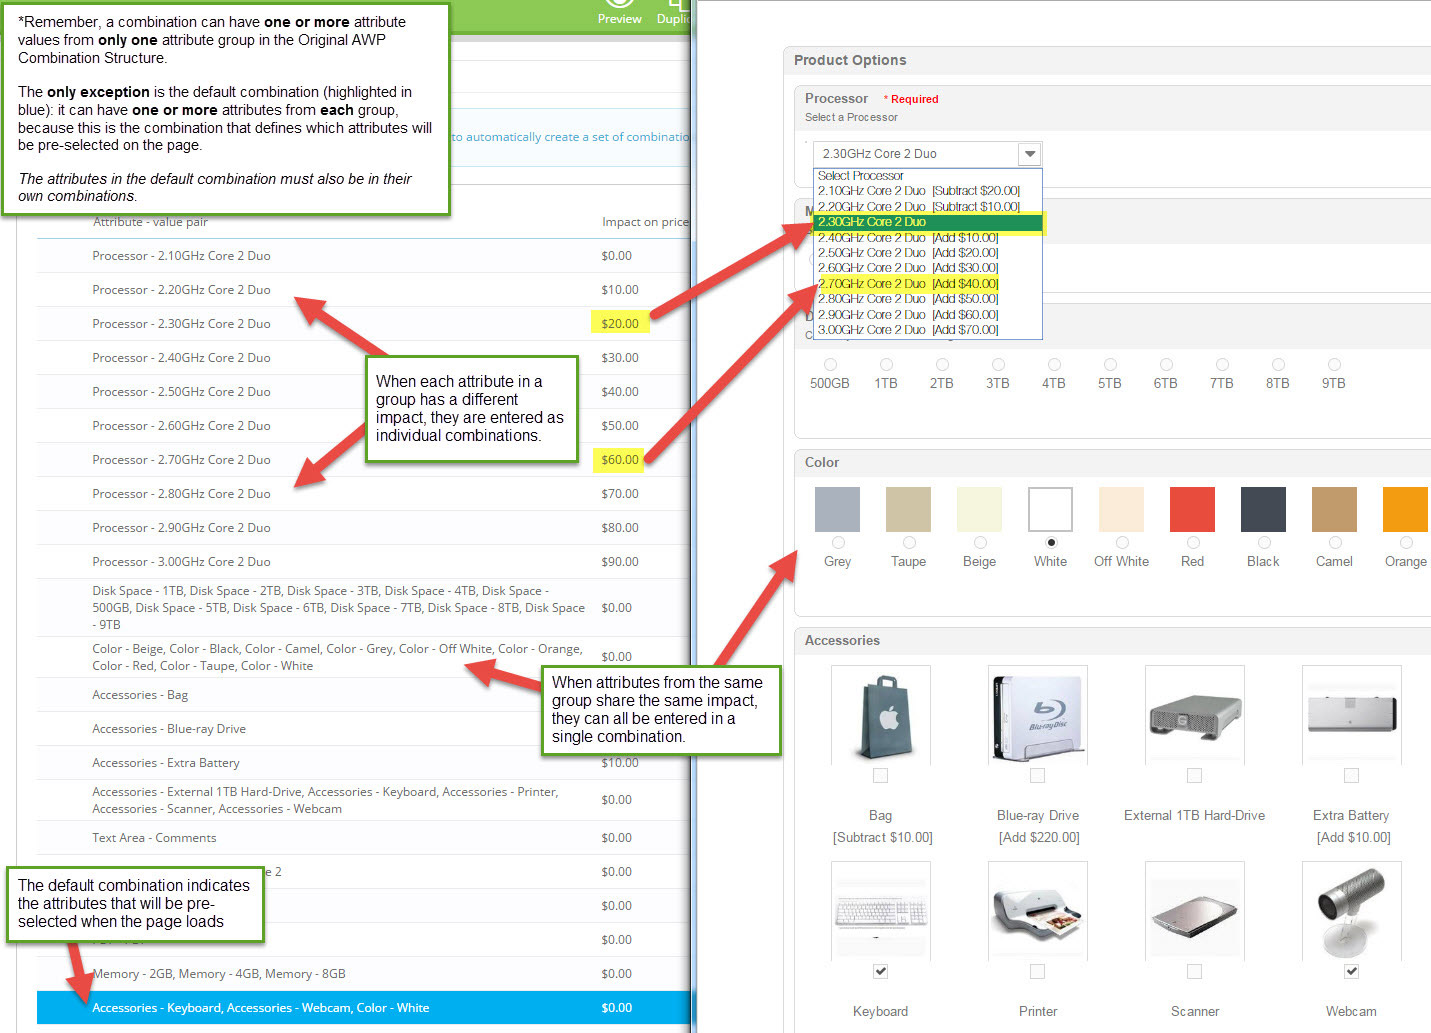 *Remember, a combination can have one or more attribute
values from only one attribute group in the Original AWP
Combination Structure.
The only exception is the default combination (highlighted in
blue): it can have one or more attributes from each group,
because this is the combination that defines which attributes will
be pre-selected on the page.
The attributes in the default combination must also be in their
own combinations.
Preview
to automatically create a set of
Attribute - value pair
Impact on price
Processor - 2.10GHz Core 2 Duo
$0.00
Processor - 2.20GHz Core 2 Duo
$10.00
Processor - 2.30GHz Core 2 Duo
$20.00
Processor - 2.40GHz Core 2 Duo
$30.00
Processor - 2.50GHz Core 2 Duo
$40.00
Processor - 2.60GHz Core 2 Duo
$50.00
Processor - 2.70GHz Core 2 Duo
$60.00
Processor - 2.80GHz Core 2 Duo
$70.00
Processor - 2.90GHz Core 2 Duo
$80.00
Processor - 3.00GHz Core 2 Duo
$90.00
When each attribute in a
group has a different
impact, they are entered as
individual combinations.
Disk Space - 1TB, Disk Space - 2TB, Disk Space - 3TB, Disk Space - 4TB, Disk Space -
500GB, Disk Space - 5TB, Disk Space - 6TB, Disk Space - 7TB, Disk Space - 8TB, Disk Space
- 9TB
$0.00
Color - Beige, Color - Black, Color - Camel, Color - Grey, Color - Off White, Color - Orange,
Color - Red, Color - Taupe, Color - White
$0.00
Accessories - Bag
Accessories - Blue-ray Drive
Accessories - Extra Battery
$10.00
When attributes from the same
group share the same impact,
they can all be entered in a
single combination.
Accessories - External 1TB Hard-Drive, Accessories - Keyboard, Accessories - Printer,
Accessories - Scanner, Accessories - Webcam
$0.00
Text Area - Comments
$0.00
2
$0.00
$0.00
$0.00
The default combination indicates
the attributes that will be pre-
selected when the page loads
Memory - 2GB, Memory - 4GB, Memory - 8GB
$0.00
Accessories - Keyboard, Accessories - Webcam, Color - White
$0.00
Product Options
Processor * Required
Select a Processor
2.30GHz Core 2 Duo
Select Processor
2.10GHz Core 2 Duo [Subtract $20.00]
2.20GHz Core 2 Duo [Subtract $10.00]
2.30GHz Core 2 Duo
2.40GHz Core 2 Duo [Add $10.00]
2.50GHz Core 2 Duo [Add $20.00]
2.60GHz Core 2 Duo [Add $30.00]
2.70GHz Core 2 Duo [Add $40.00]
2.80GHz Core 2 Duo [Add $50.00]
2.90GHz Core 2 Duo [Add $60.00]
3.00GHz Core 2 Duo [Add $70.00]
500GB 1TB 2TB 3TB 4TB 5TB 6TB 7TB 8TB 9TB
Color
Grey Taupe Beige White Off White Red Black Camel Orange
Accessories
Blu-ray Disc
Bag Blue-ray Drive External 1TB Hard-Drive Extra Battery
[Subtract $10.00] [Add $220.00] [Add $10.00]
Keyboard Printer Scanner Webcam